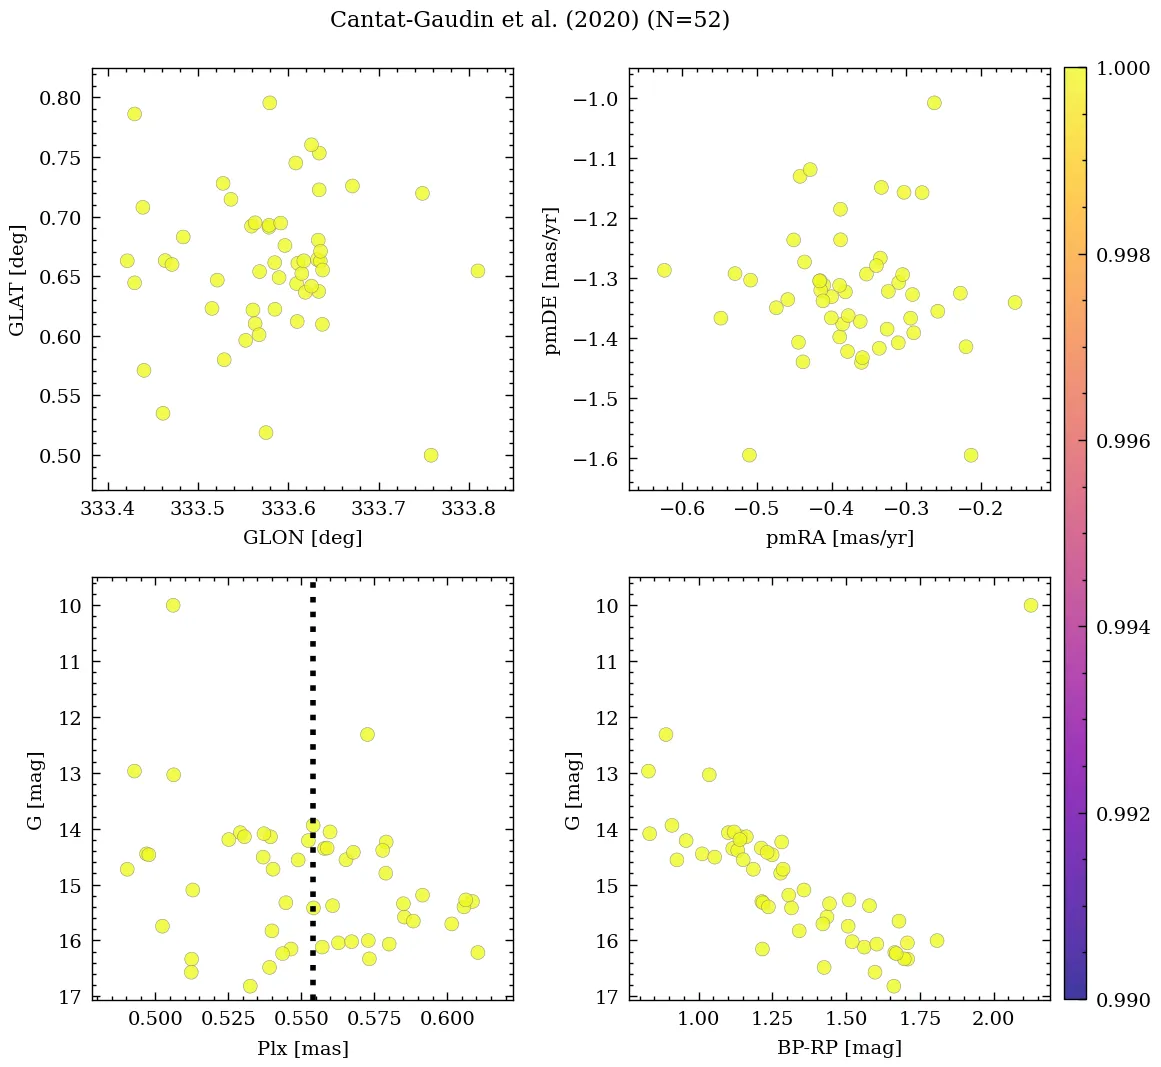 Cantat-Gaudin et al. (2020) (N=52)
0.80
0.75
0.70
0.65
0.60
0.55
0.50
GLAT [deg]
333.4 333.5 333.6 333.7 333.8
GLON [deg]
−1.0
−1.1
−1.2
−1.3
−1.4
−1.5
−1.6
pmDE [mas/yr]
−0.6 −0.5 −0.4 −0.3 −0.2
pmRA [mas/yr]
1.000
0.998
0.996
0.994
0.992
0.990
10
11
12
13
14
15
16
17
G [mag]
0.500 0.525 0.550 0.575 0.600
Plx [mas]
10
11
12
13
14
15
16
17
G [mag]
1.00 1.25 1.50 1.75 2.00
BP-RP [mag]